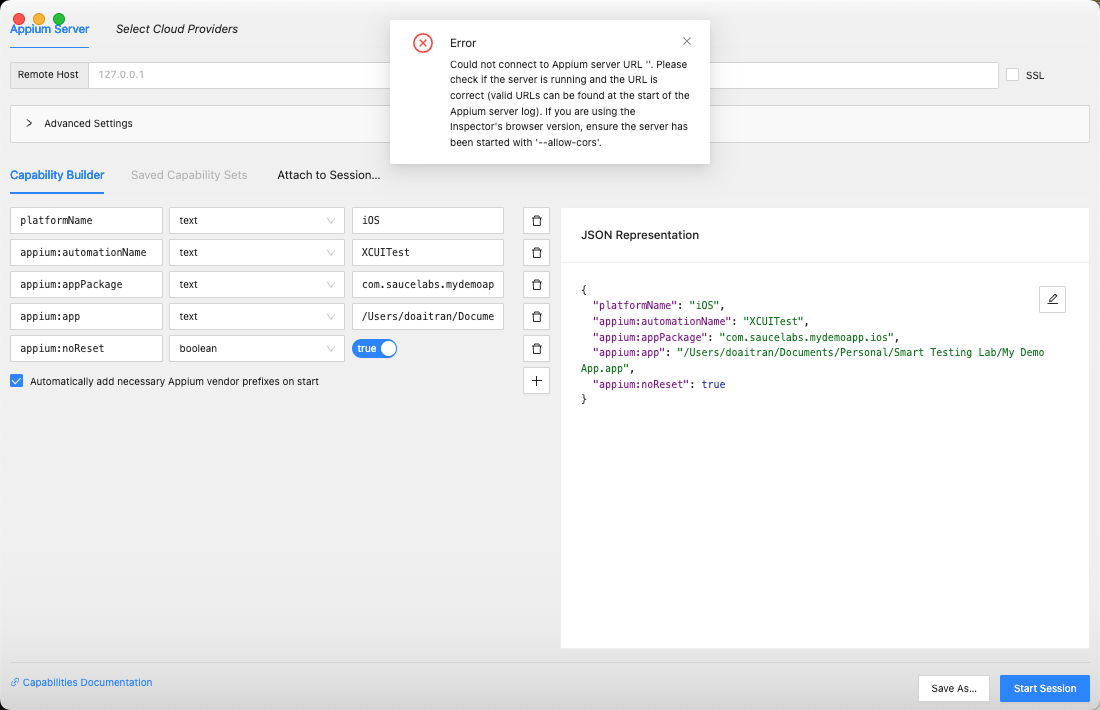 Appium Server
Select Cloud Providers
Error
Could not connect to Appium server URL ''. Please
check if the server is running and the URL is
correct (valid URLs can be found at the start of the
Appium server log). If you are using the
Inspector's browser version, ensure the server has
been started with '--allow-cors'.
Remote Host
127.0.0.1
SSL
Advanced Settings
Capability Builder
Saved Capability Sets
Attach to Session...
platformName
text
iOS
appium:automationName
text
XCUITest
appium:appPackage
text
com.saucelabs.mydemoap
appium:app
text
/Users/doaitran/Docume
appium:noReset
boolean
true
Automatically add necessary Appium vendor prefixes on start
JSON Representation
{
"platformName": "iOS",
"appium:automationName": "XCUITest",
"appium:appPackage": "com.saucelabs.mydemoapp.ios",
"appium:app": "/Users/doaitran/Documents/Personal/Smart Testing Lab/My Demo
App.app",
"appium:noReset": true
}
Capabilities Documentation
Save As...
Start Session